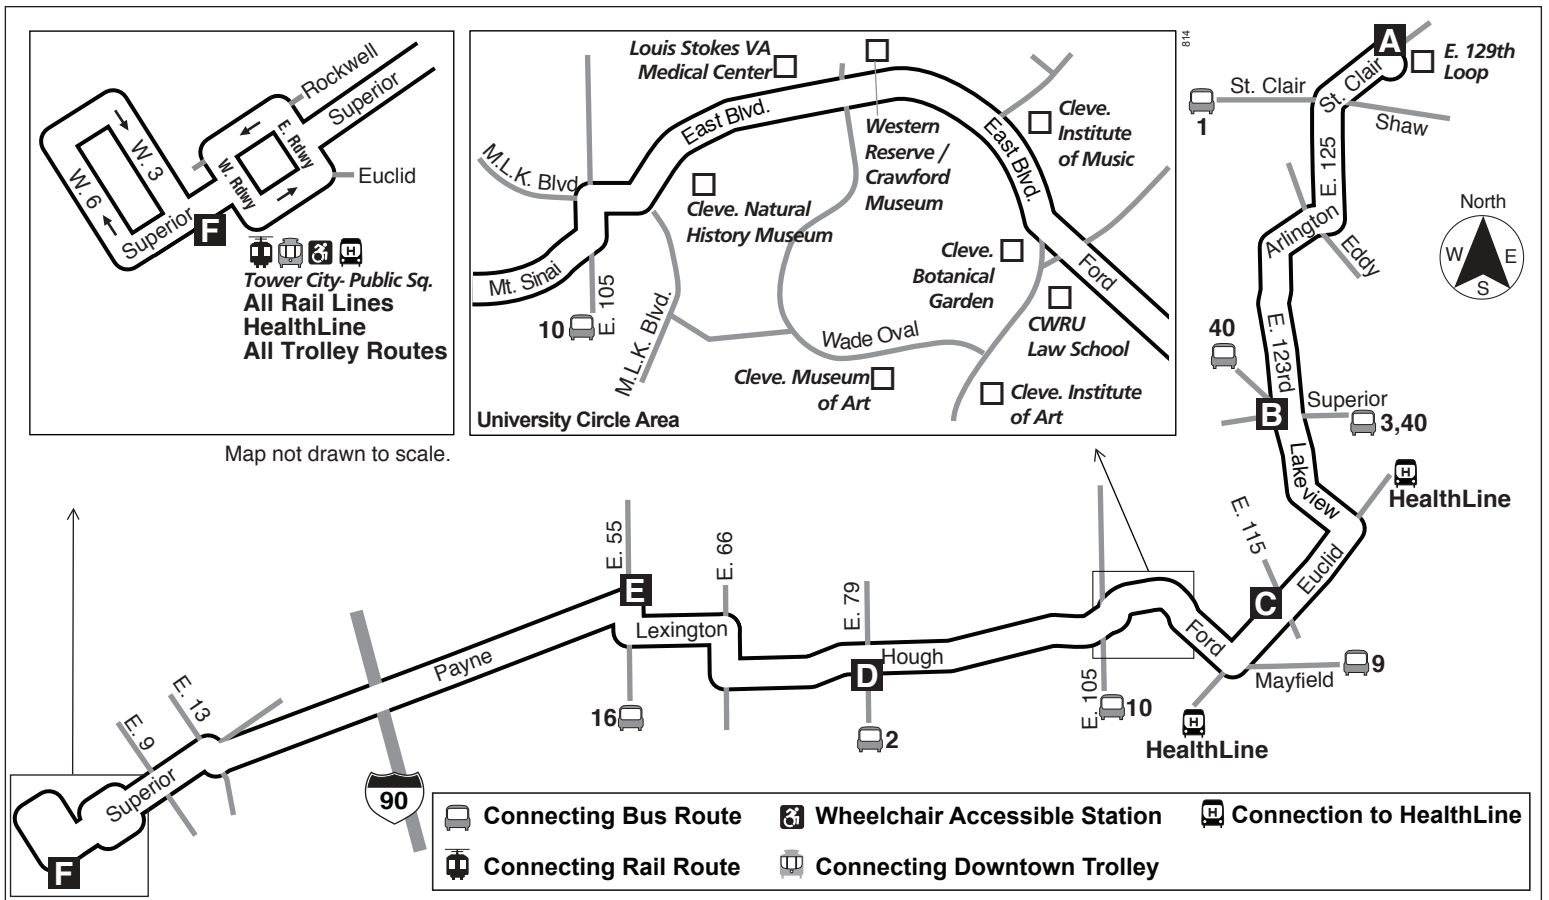 Rockwell
Superior
E. Rdwy
W. Rdwy
W. 3
W. 6
Superior
Euclid
F
H
Tower City- Public Sq.
All Rail Lines
HealthLine
All Trolley Routes
Map not drawn to scale.
Louis Stokes VA
Medical Center
East Blvd.
M.L.K. Blvd.
Cleve. Natural
History Museum
Western
Reserve /
Crawford
Museum
East Blvd.
Cleve.
Institute
of Music
Cleve.
Botanical
Garden
Ford
CWRU
Law School
Mt. Sinai
E. 105
10
M.L.K. Blvd.
Wade Oval
Cleve. Museum
of Art
Cleve. Institute
of Art
University Circle Area
814
A
E. 129th
Loop
St. Clair
St. Clair
1
Shaw
E. 125
Arlington
Eddy
North
W
E
S
E. 123rd
40
B
Superior
3,40
Lakeview
H
HealthLine
E. 115
C
Euclid
Ford
Mayfield
9
H
HealthLine
E. 105
10
E. 79
Hough
D
2
E. 66
E. 55
E
Lexington
16
Payne
90
E. 13
E. 9
Superior
F
Connecting Bus Route
Wheelchair Accessible Station
H
Connection to HealthLine
Connecting Rail Route
Connecting Downtown Trolley